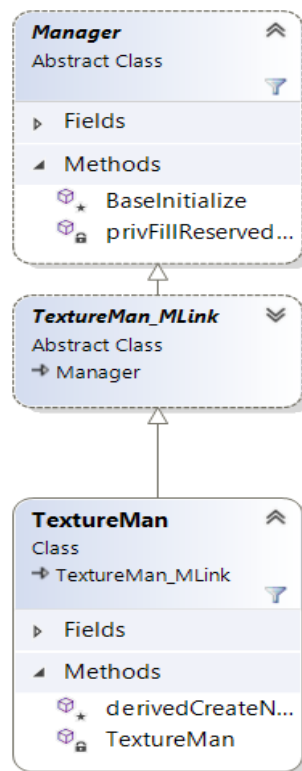 Manager
Abstract Class
Fields
Methods
BaseInitialize
privFillReserved...
TextureMan_MLink
Abstract Class
Manager
TextureMan
Class
TextureMan_MLink
Fields
Methods
derivedCreateN...
TextureMan